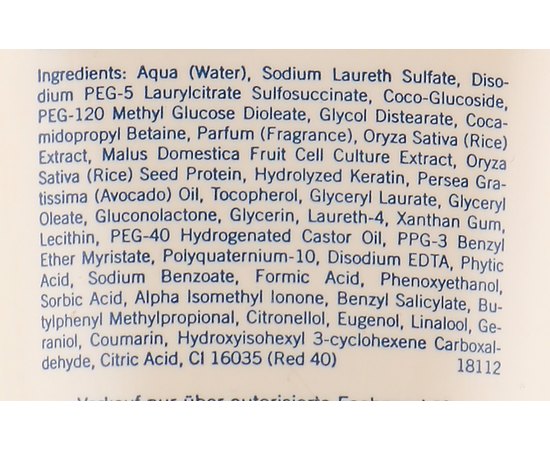 Ingredients: Aqua (Water), Sodium Laureth Sulfate, Diso-
dium PEG-5 Laurylcitrate Sulfosuccinate, Coco-Glucoside,
PEG-120 Methyl Glucose Dioleate, Glycol Distearate, Coca-
midopropyl Betaine, Parfum (Fragrance), Oryza Sativa (Rice)
Extract, Malus Domestica Fruit Cell Culture Extract, Oryza
Sativa (Rice) Seed Protein, Hydrolyzed Keratin, Persea Gra-
tissima (Avocado) Oil, Tocopherol, Glyceryl Laurate, Glyceryl
Oleate, Gluconolactone, Glycerin, Laureth-4, Xanthan Gum,
Lecithin, PEG-40 Hydrogenated Castor Oil, PPG-3 Benzyl
Ether Myristate, Polyquaternium-10, Disodium EDTA, Phytic
Acid, Sodium Benzoate, Formic Acid, Phenoxyethanol,
Sorbic Acid, Alpha Isomethyl Ionone, Benzyl Salicylate, Bu-
tylphenyl Methylpropional, Citronellol, Eugenol, Linalool, Ge-
raniol, Coumarin, Hydroxyisohexyl 3-cyclohexene Carboxal-
dehyde, Citric Acid, CI 16035 (Red 40) 18112
Verkauf nur über autorisierte